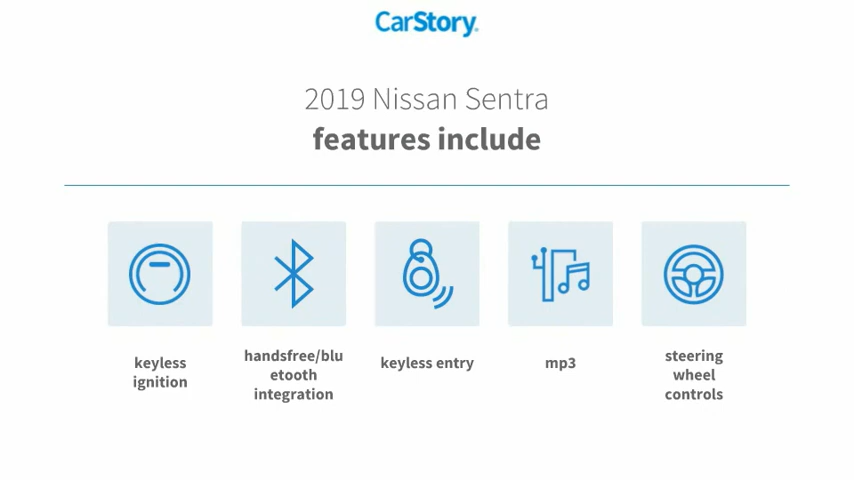 CarStory
2019 Nissan Sentra
features include
keyless
ignition
handsfree/blu
etooth
integration
keyless entry
mp3
steering
wheel
controls